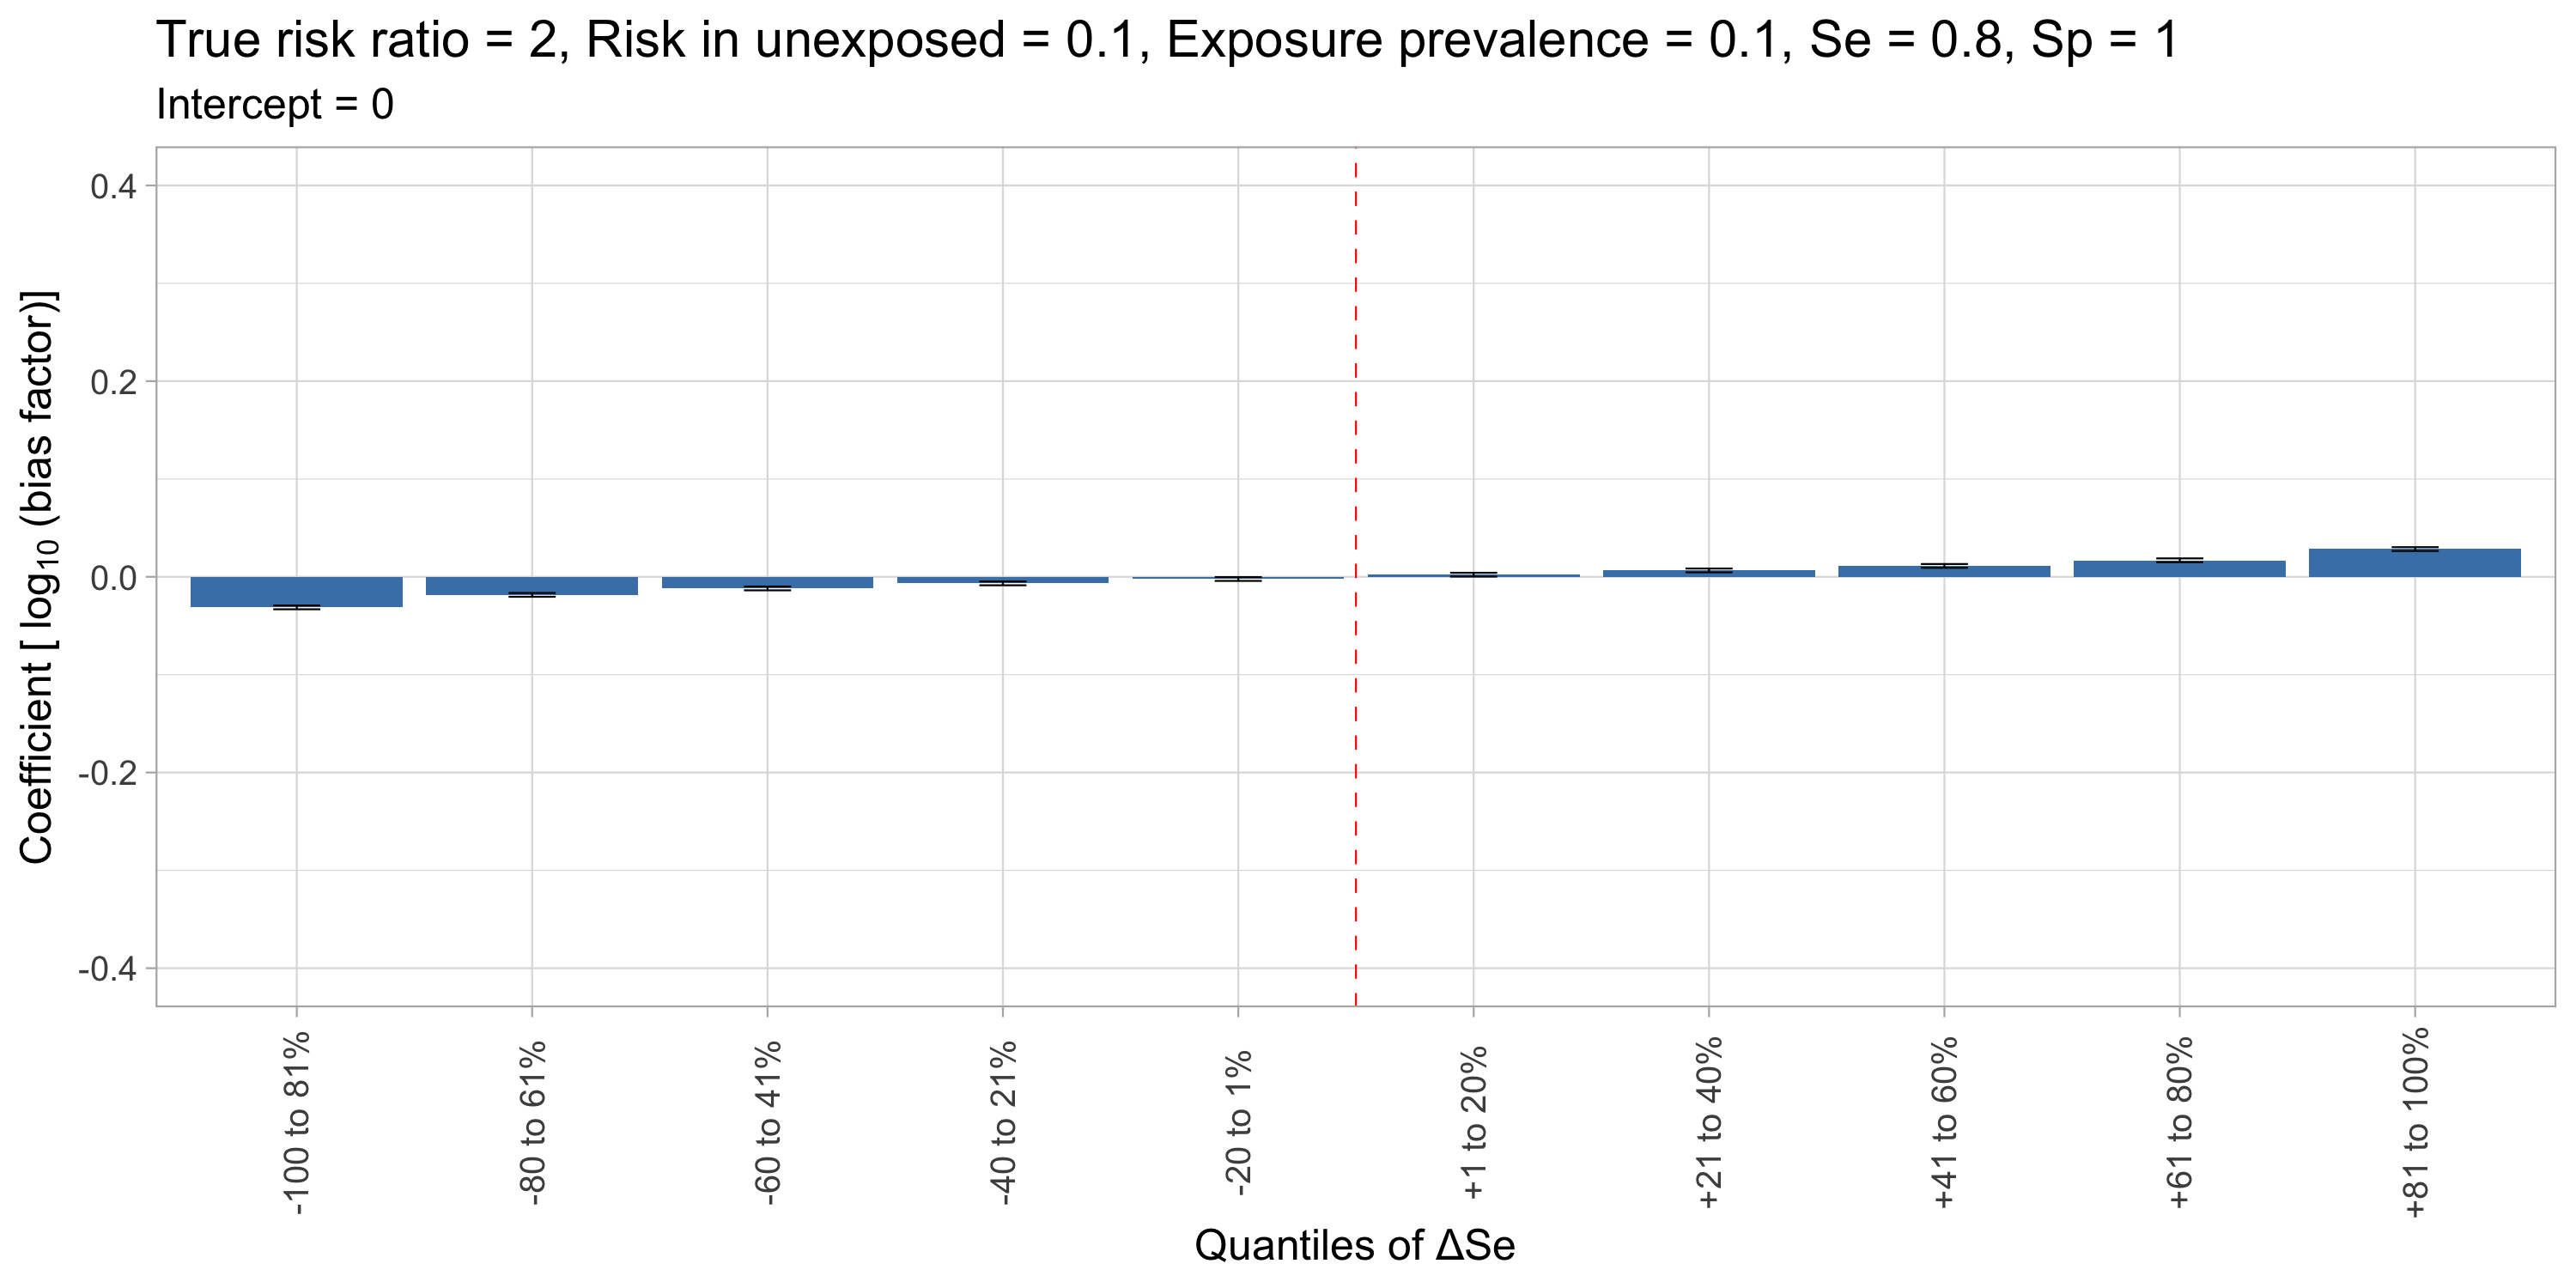 True risk ratio = 2, Risk in unexposed = 0.1, Exposure prevalence = 0.1, Se = 0.8, Sp = 1
Intercept = 0
Coefficient [ log₁₀ (bias factor)]
0.4
0.2
0.0
-0.2
-0.4
-100 to 81%
-80 to 61%
-60 to 41%
-40 to 21%
-20 to 1%
+1 to 20%
+21 to 40%
+41 to 60%
+61 to 80%
+81 to 100%
Quantiles of ΔSe